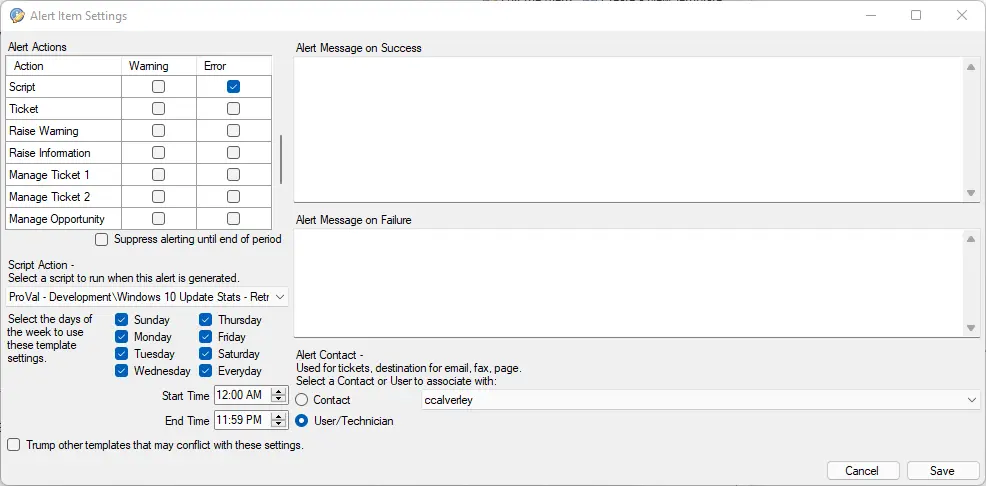 Alert Item Settings
Alert Actions
Action Warning Error
Script
Ticket
Raise Warning
Raise Information
Manage Ticket 1
Manage Ticket 2
Manage Opportunity
Suppress alerting until end of period
Script Action -
Select a script to run when this alert is generated.
ProVal - Development\Windows 10 Update Stats - Retr
Select the days of
the week to use
these template
settings.
Sunday Thursday
Monday Friday
Tuesday Saturday
Wednesday Everyday
Start Time 12:00 AM
End Time 11:59 PM
Trump other templates that may conflict with these settings.
Alert Message on Success
Alert Message on Failure
Alert Contact -
Used for tickets, destination for email, fax, page.
Select a Contact or User to associate with:
Contact ccalverley
User/Technician
Cancel Save